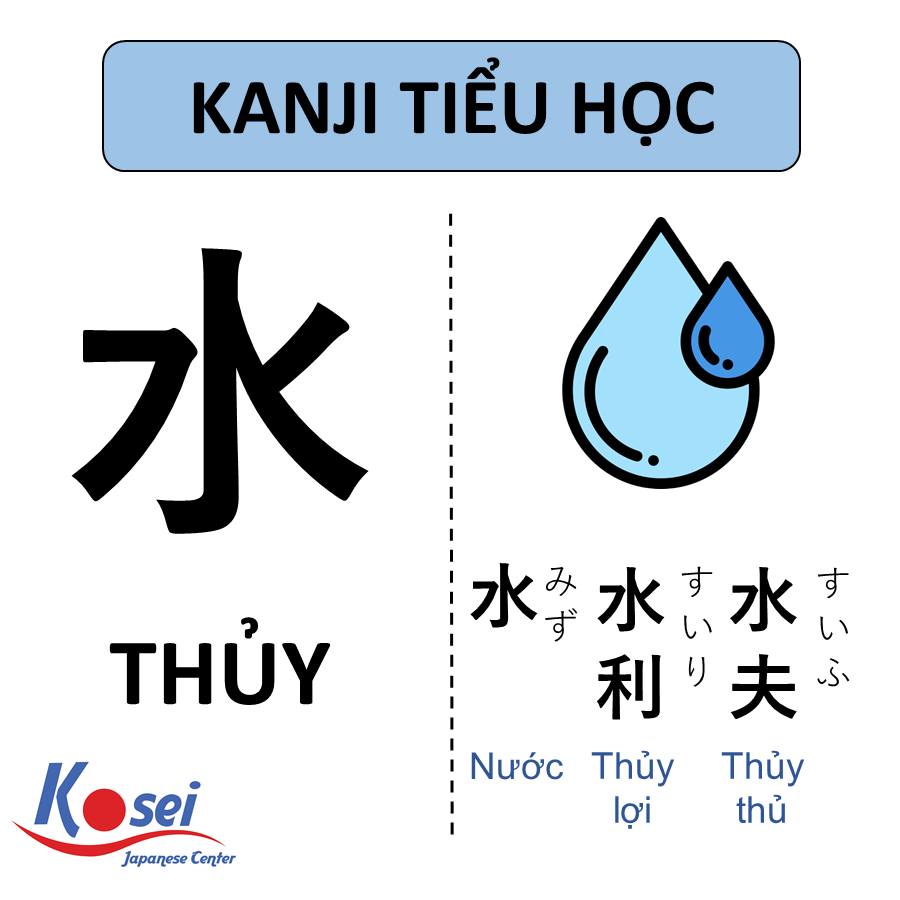 KANJI TIỂU HỌC
水
THỦY
水 みず
水利 すいり
水夫 すいふ
Nước
Thủy
lợi
Thủy
thủ
Kosei
Japanese Center